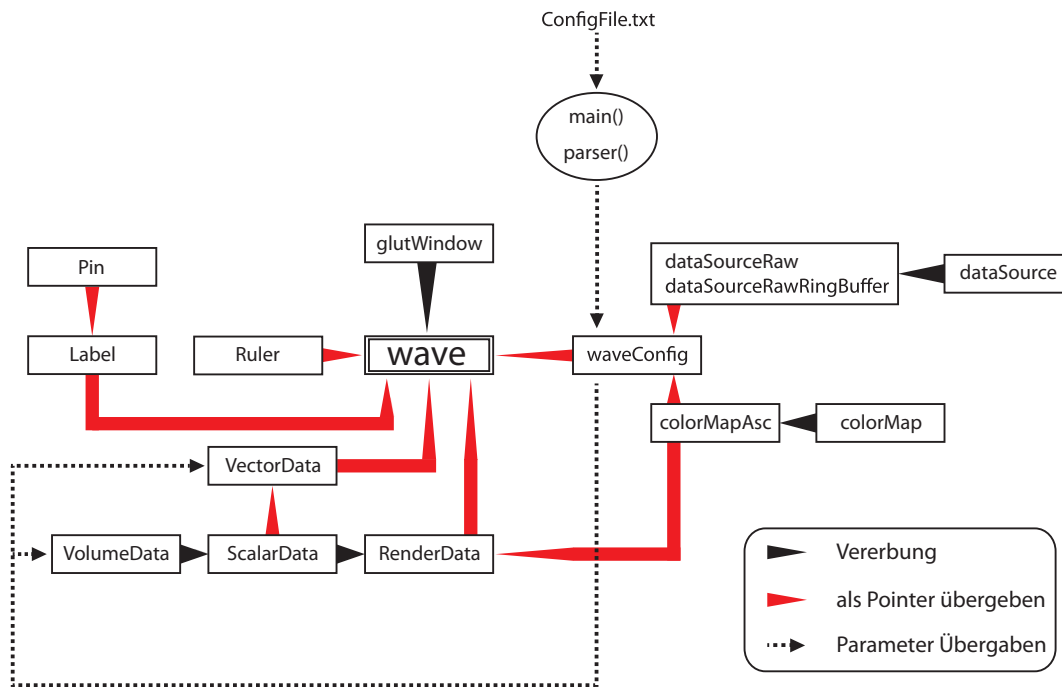 ConfigFile.txt
main()
parser()
glutWindow
Pin
dataSourceRaw
dataSourceRawRingBuffer
dataSource
Label
Ruler
wave
waveConfig
colorMapAsc
colorMap
VectorData
VolumeData
ScalarData
RenderData
Vererbung
als Pointer übergeben
Parameter Übergaben